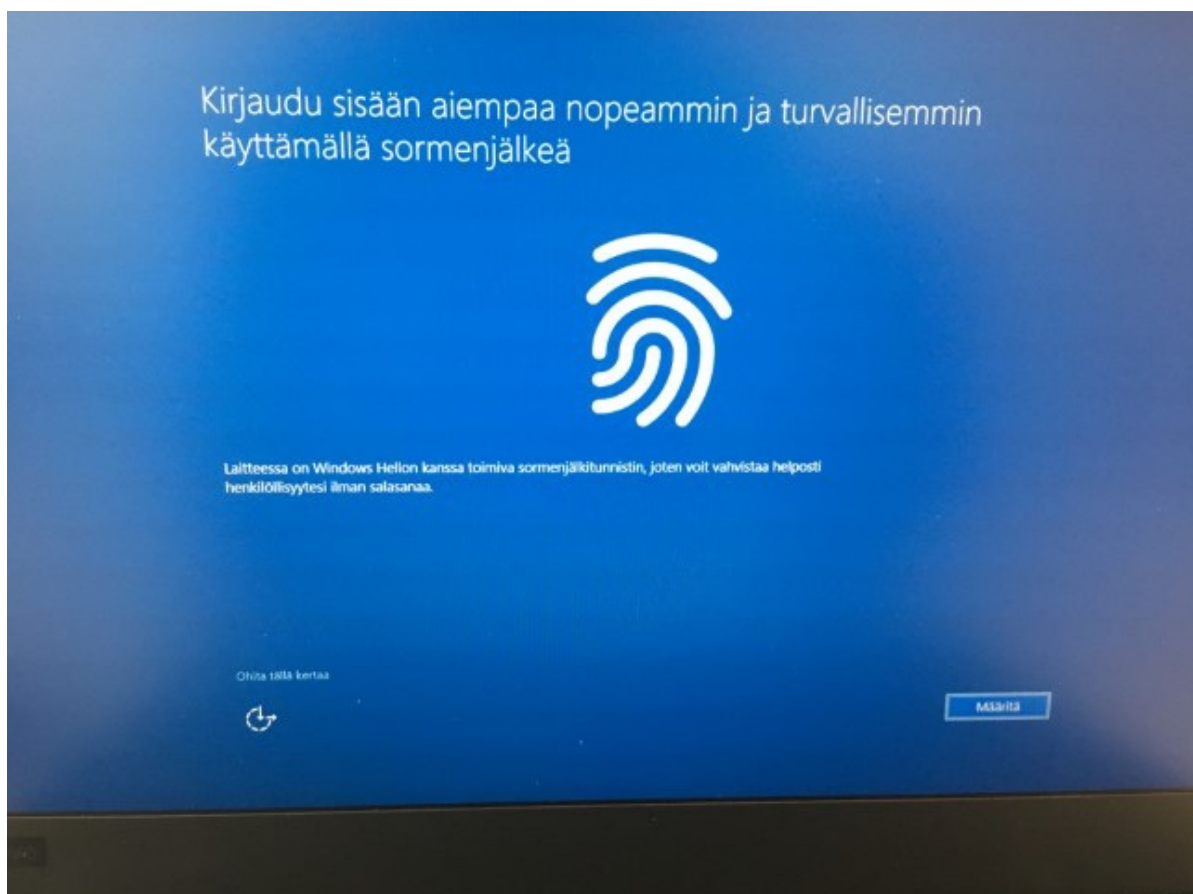 Kirjaudu sisään aiempaa nopeammin ja turvallisemmin
käyttämällä sormenjälkeä
Laitteessa on Windows Hellon kanssa toimiva sormenjälkitunnistin, joten voit vahvistaa helposti
henkilöllisyytesi ilman salasanaa.
Ohita tällä kertaa
Määritä